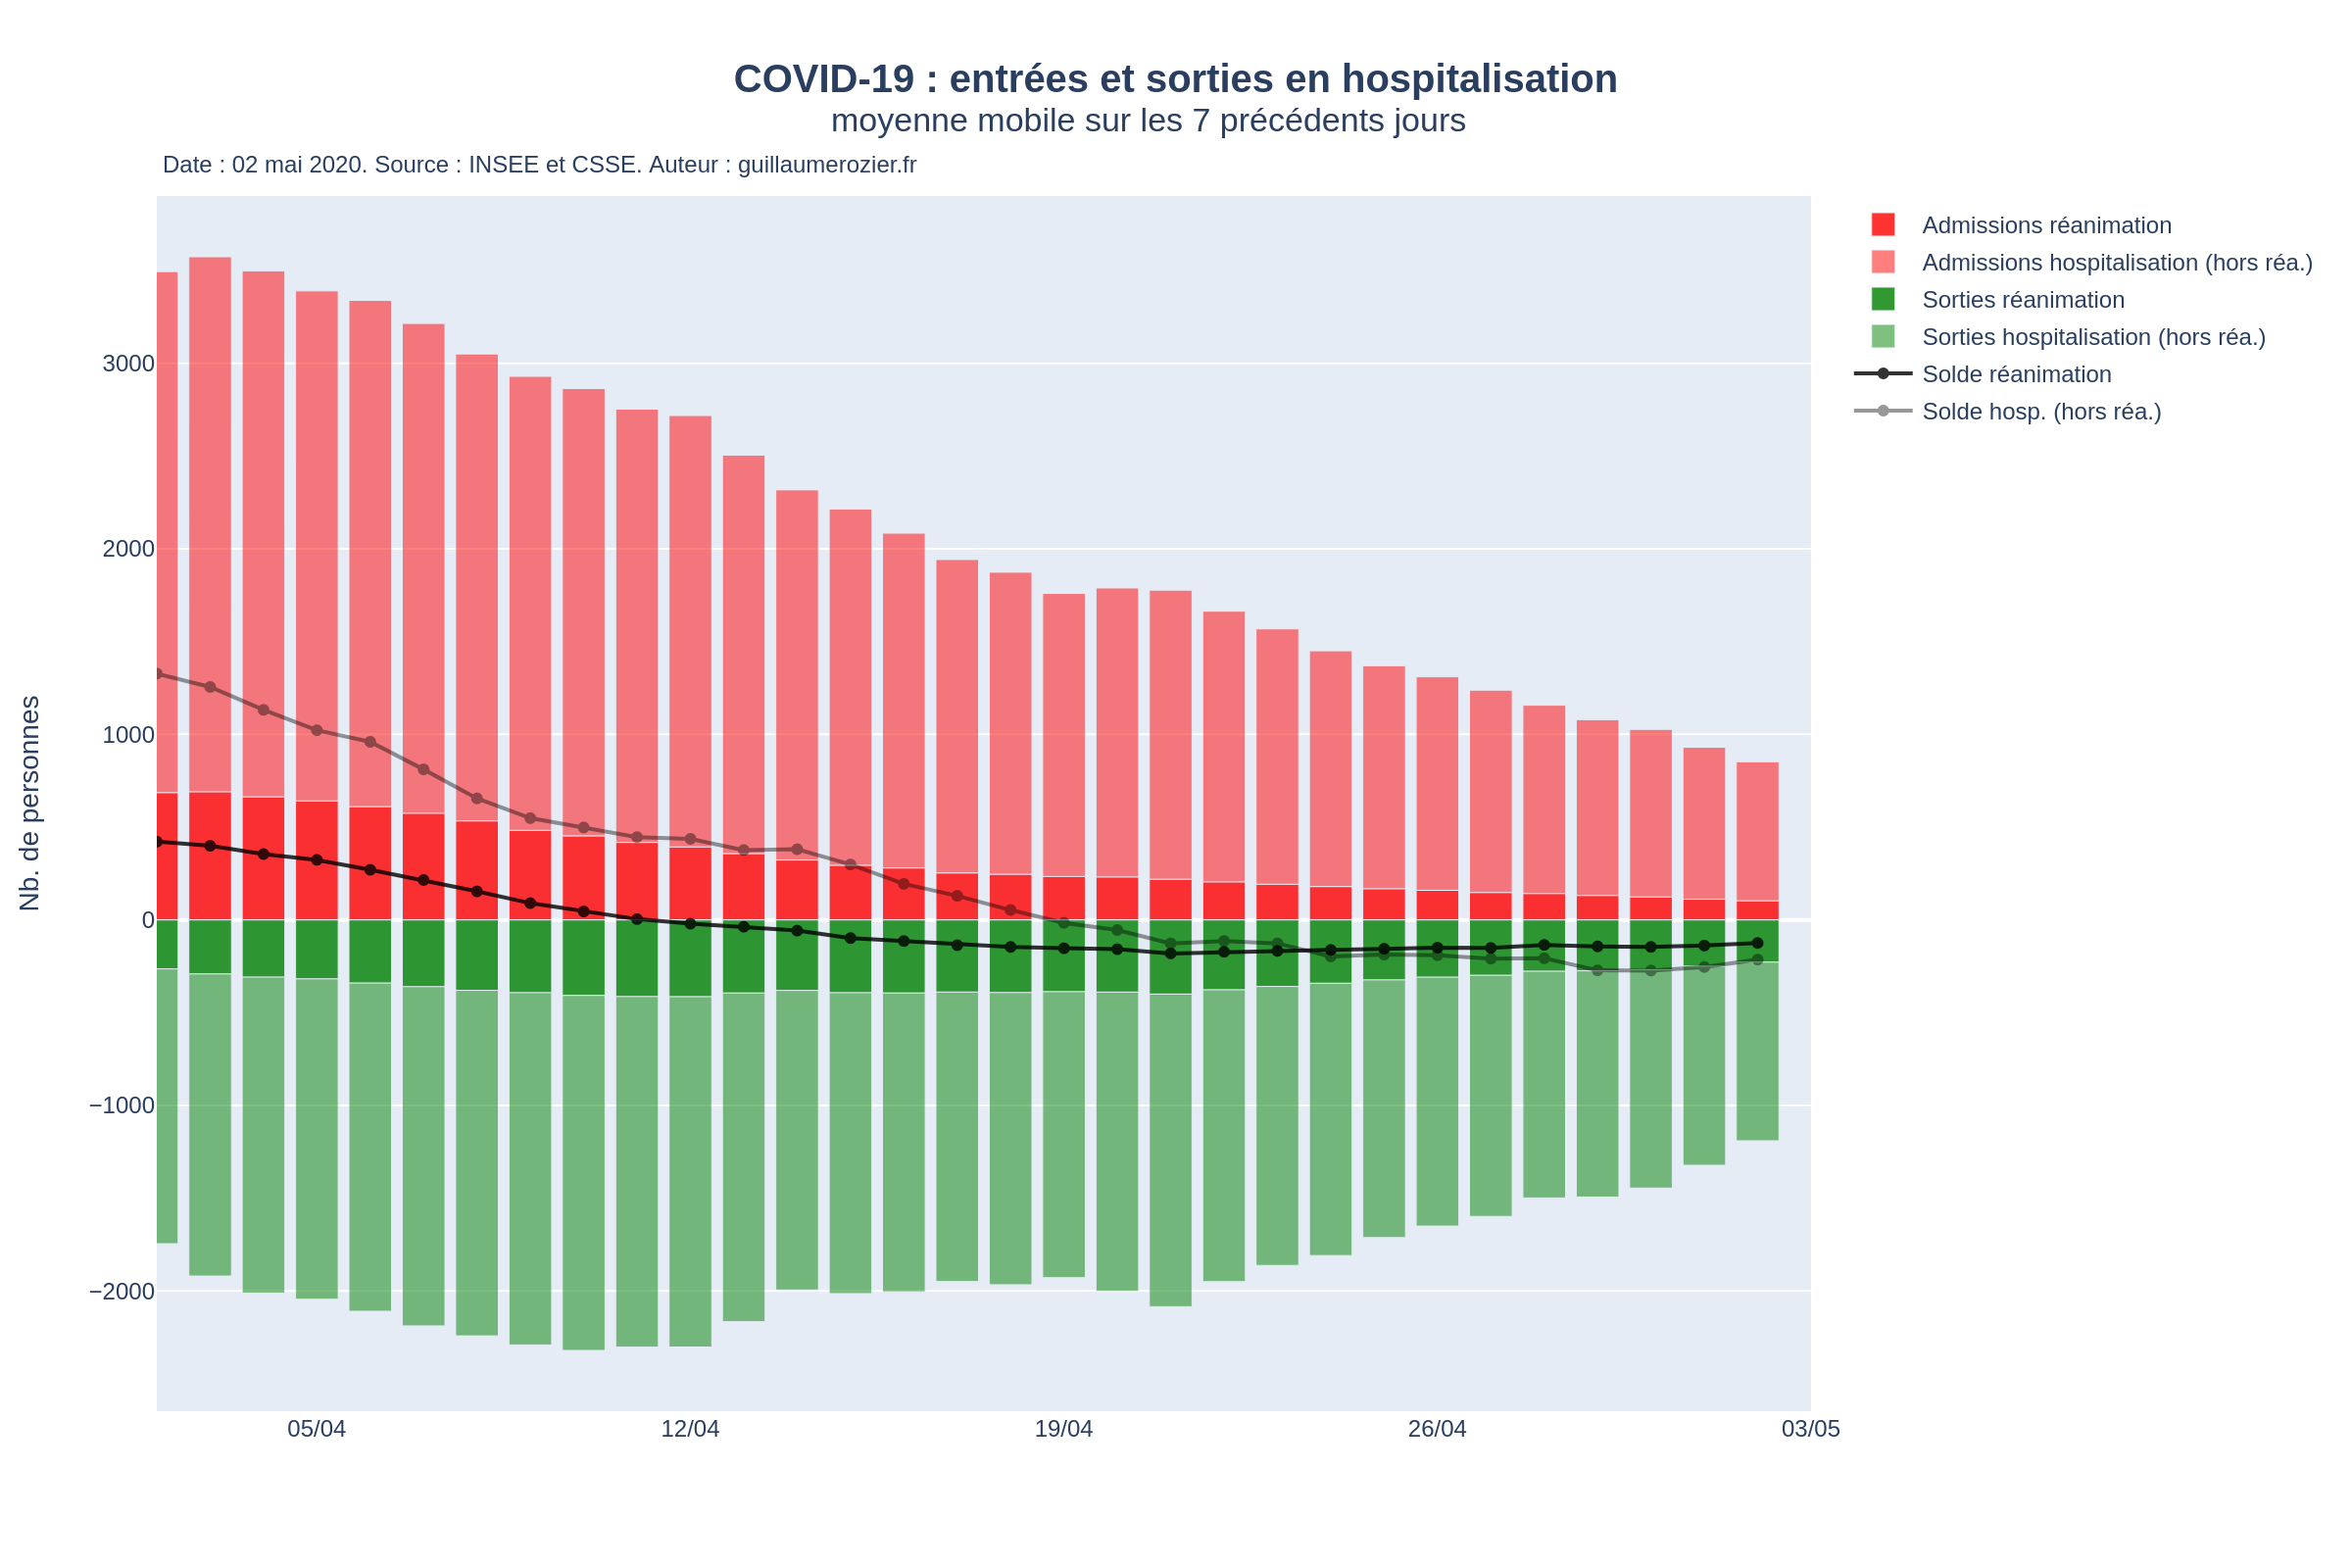 COVID-19 : entrées et sorties en hospitalisation
moyenne mobile sur les 7 précédents jours
Date : 02 mai 2020. Source : INSEE et CSSE. Auteur : guillaumerozier.fr
Admissions réanimation
Admissions hospitalisation (hors réa.)
Sorties réanimation
Sorties hospitalisation (hors réa.)
Solde réanimation
Solde hosp. (hors réa.)
Nb. de personnes
3000
2000
1000
0
−1000
−2000
05/04
12/04
19/04
26/04
03/05